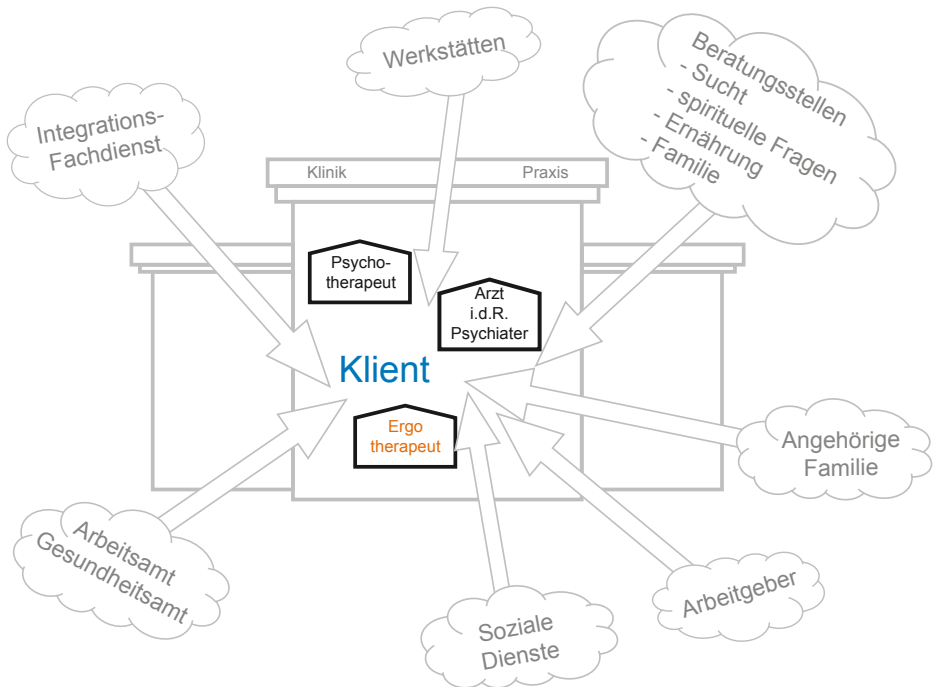 Werkstätten
Beratungsstellen
- Sucht
- spirituelle Fragen
- Ernährung
- Familie
Integrations-
Fachdienst
Klinik
Praxis
Psycho-
therapeut
Arzt
i.d.R.
Psychiater
Klient
Ergo
therapeut
Angehörige
Familie
Arbeitsamt
Gesundheitsamt
Arbeitgeber
Soziale
Dienste